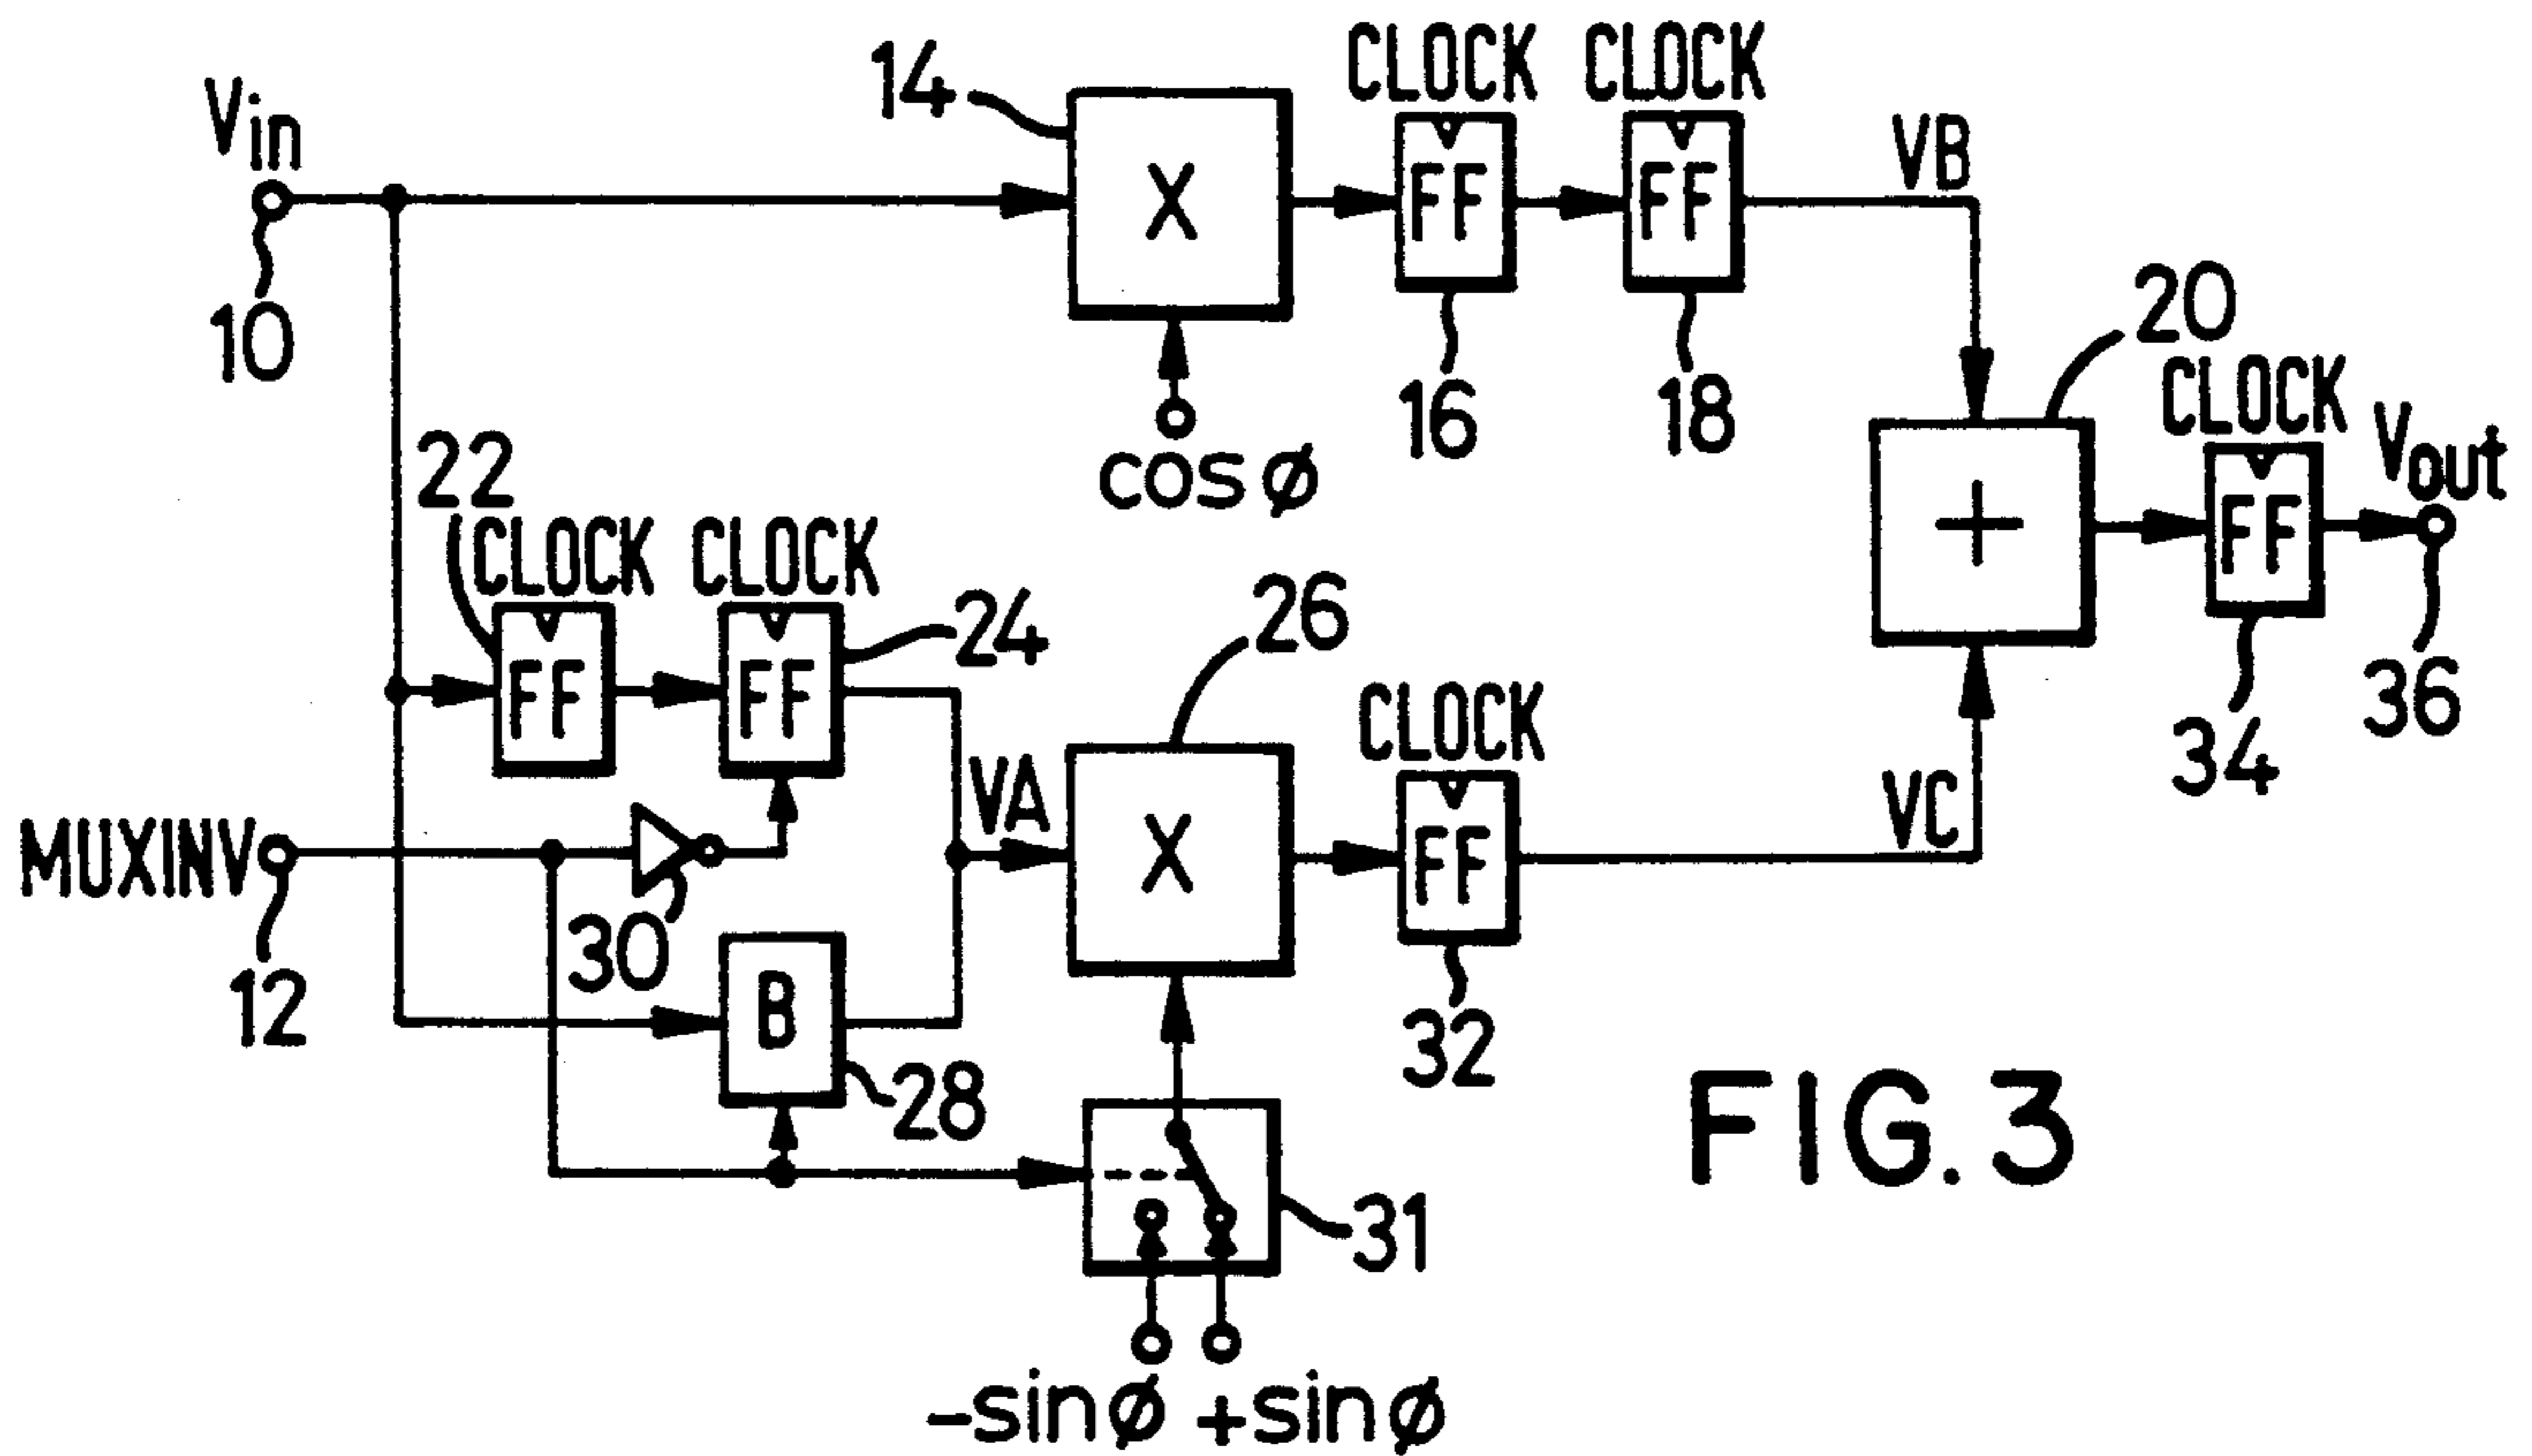 Vin
10
14
X
cos ø
CLOCK
FF
16
CLOCK
FF
18
VB
20
+
CLOCK
FF
34
Vout
36
22
CLOCK
FF
CLOCK
FF
24
MUXINV
12
30
B
28
VA
26
X
CLOCK
FF
32
VC
31
-sinø +sinø
FIG. 3